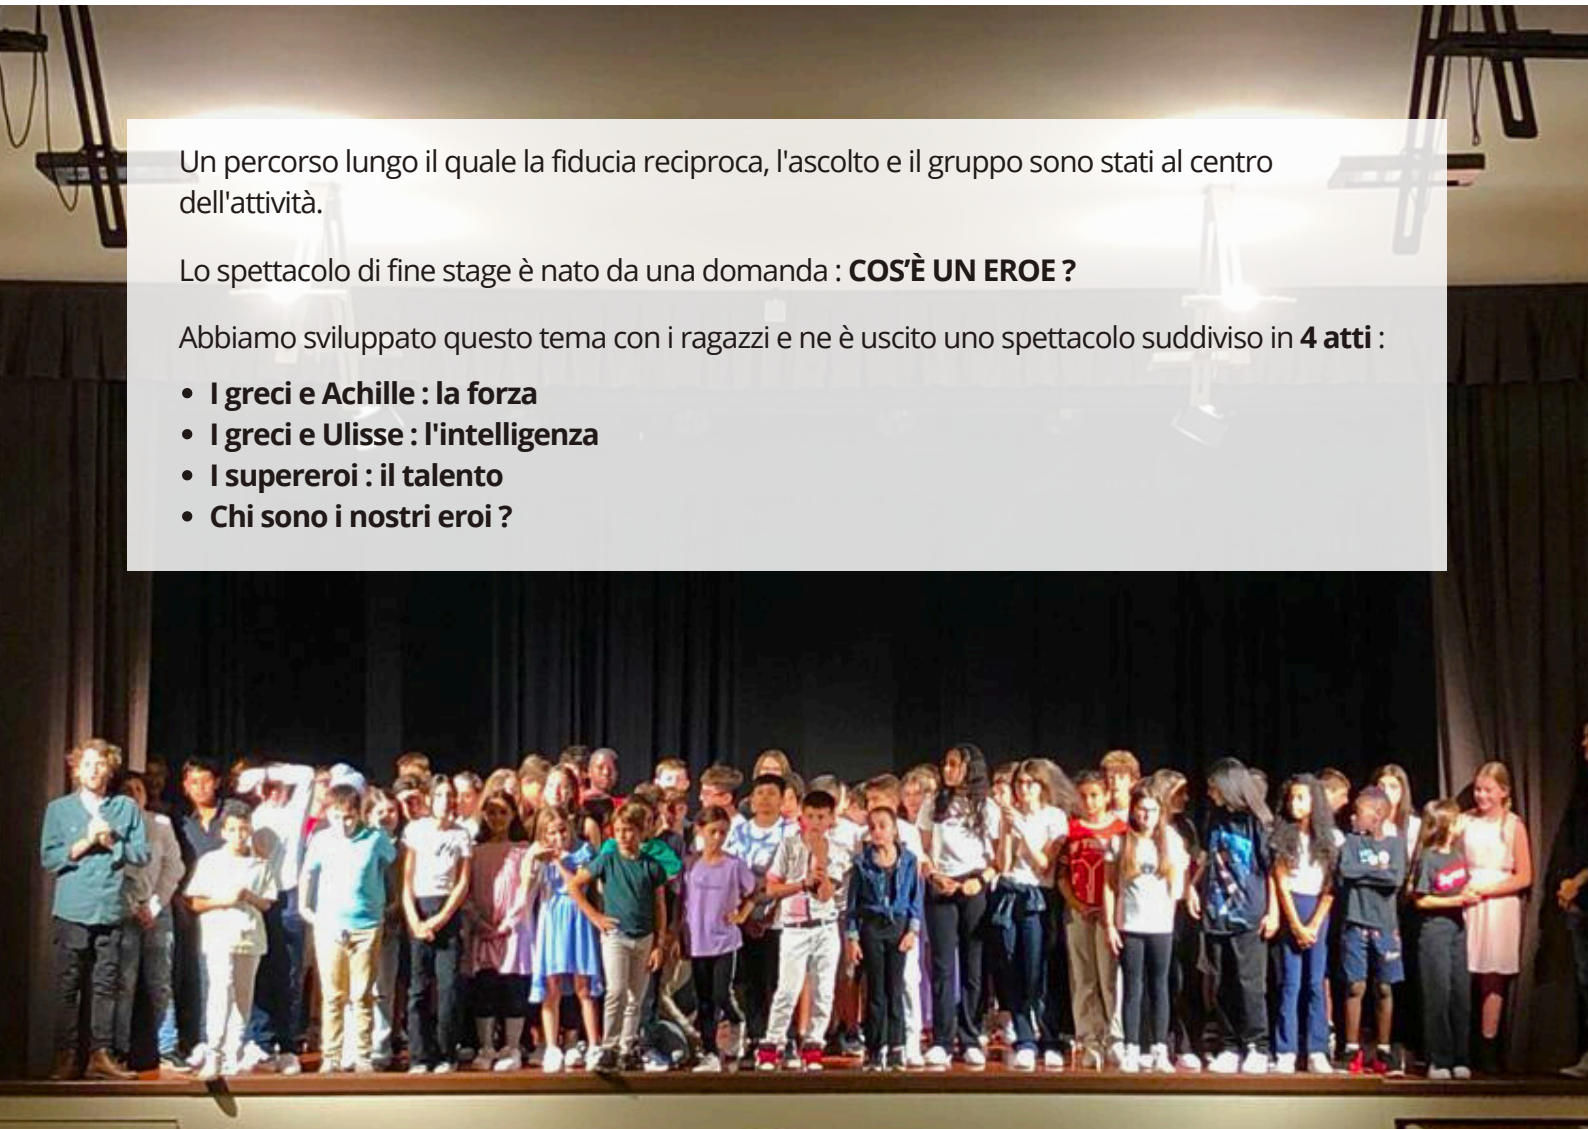 Un percorso lungo il quale la fiducia reciproca, l'ascolto e il gruppo sono stati al centro
dell'attività.
Lo spettacolo di fine stage è nato da una domanda : COS'È UN EROE ?
Abbiamo sviluppato questo tema con i ragazzi e ne è uscito uno spettacolo suddiviso in 4 atti :
• I greci e Achille : la forza
• I greci e Ulisse : l'intelligenza
• I supereroi : il talento
• Chi sono i nostri eroi ?